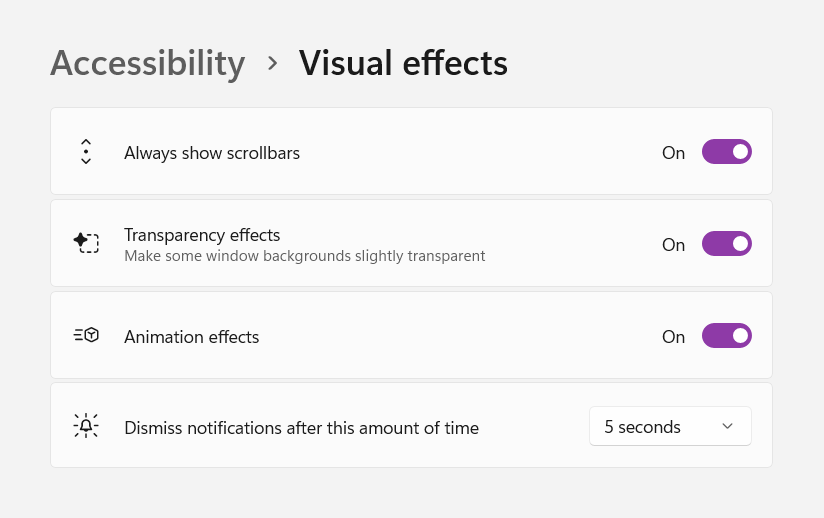 Accessibility > Visual effects
Always show scrollbars On
Transparency effects On
Make some window backgrounds slightly transparent
Animation effects On
Dismiss notifications after this amount of time 5 seconds